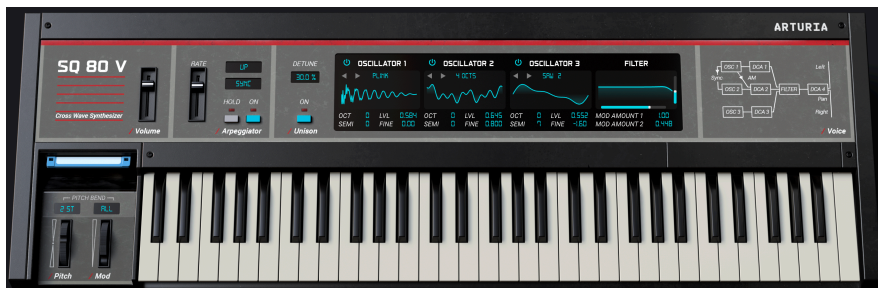 ARTURIA
SQ 80 V
Cross Wave Synthesizer
Volume
RATE
UP
SYNC
HOLD ON
Arpeggiator
DETUNE
30.0 %
ON
Unison
OSCILLATOR 1
PLINK
OCT 0 LVL 0.584
SEMI 0 FINE 0.00
OSCILLATOR 2
4 OCTS
OCT 0 LVL 0.645
SEMI 0 FINE 0.800
OSCILLATOR 3
SAW 2
OCT 0 LVL 0.552
SEMI 7 FINE -1.60
FILTER
MOD AMOUNT 1 1.00
MOD AMOUNT 2 0.448
OSC 1 DCA 1 Left
Sync AM
OSC 2 DCA 2 FILTER DCA 4
Pan
OSC 3 DCA 3 Right
Voice
PITCH BEND
2 ST ALL
Pitch Mod